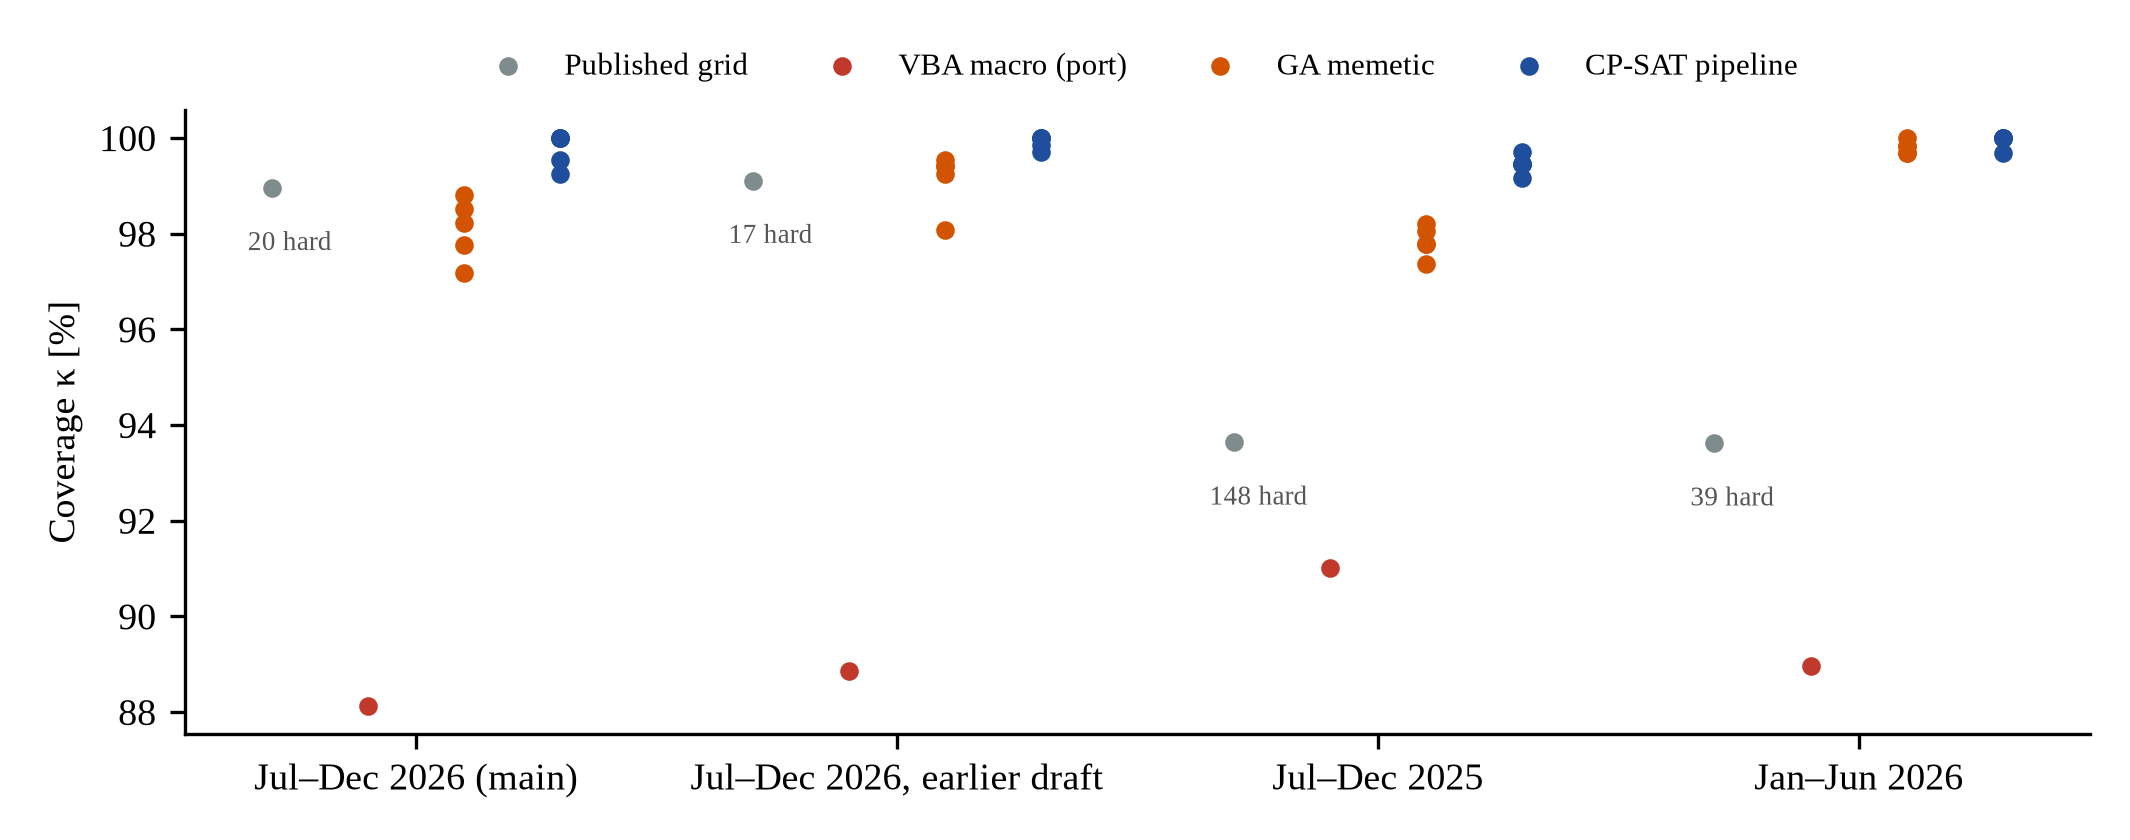 Published grid VBA macro (port) GA memetic CP-SAT pipeline
Coverage κ [%]
100
98
96
94
92
90
88
20 hard
17 hard
148 hard
39 hard
Jul–Dec 2026 (main)
Jul–Dec 2026, earlier draft
Jul–Dec 2025
Jan–Jun 2026